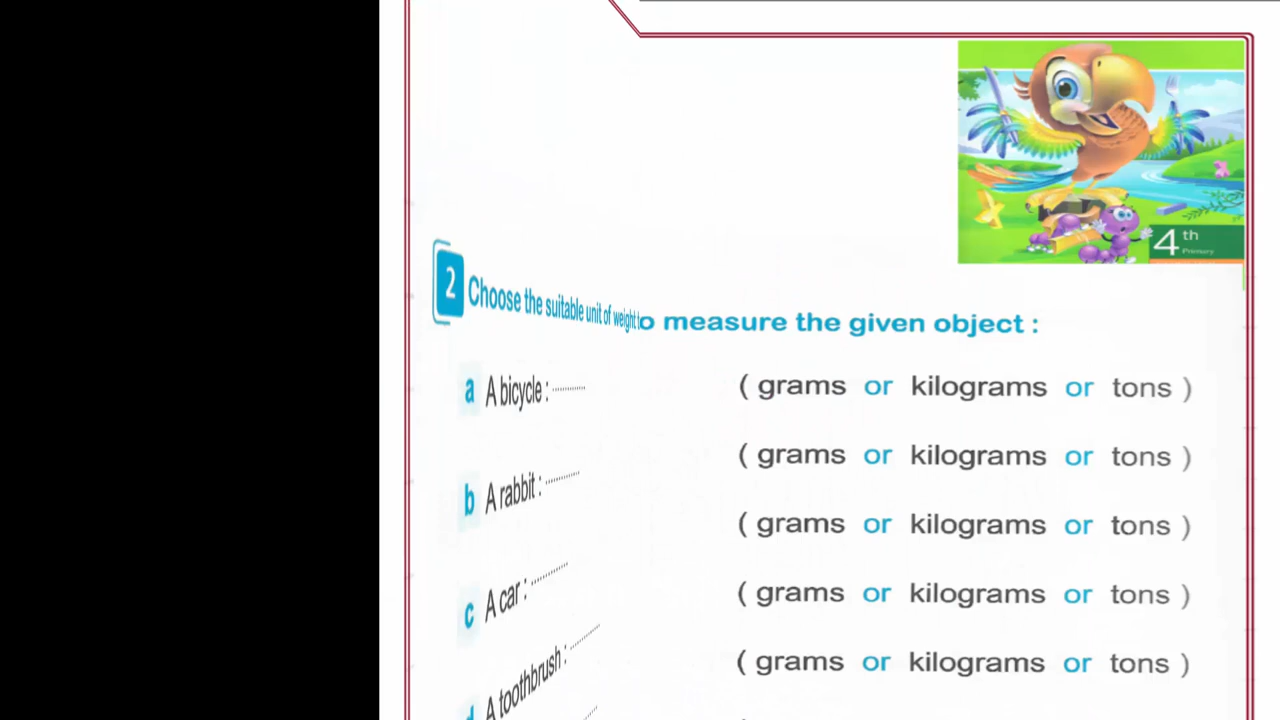 4th
Primary
2 Choose the suitable unit of weight to measure the given object :
a A bicycle : ............ ( grams or kilograms or tons )
b A rabbit : ............ ( grams or kilograms or tons )
c A car : ............ ( grams or kilograms or tons )
d A toothbrush : ............ ( grams or kilograms or tons )
( grams or kilograms or tons )